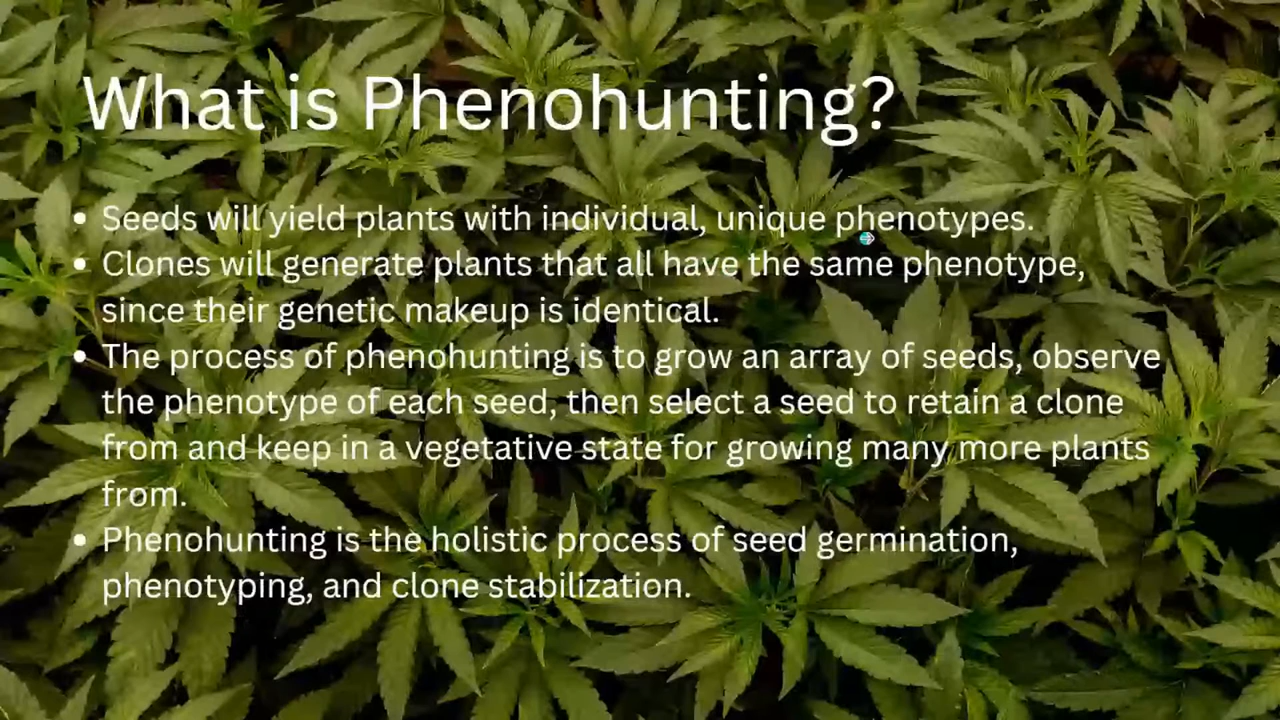 What is Phenohunting?
• Seeds will yield plants with individual, unique phenotypes.
• Clones will generate plants that all have the same phenotype,
since their genetic makeup is identical.
• The process of phenohunting is to grow an array of seeds, observe
the phenotype of each seed, then select a seed to retain a clone
from and keep in a vegetative state for growing many more plants
from.
• Phenohunting is the holistic process of seed germination,
phenotyping, and clone stabilization.